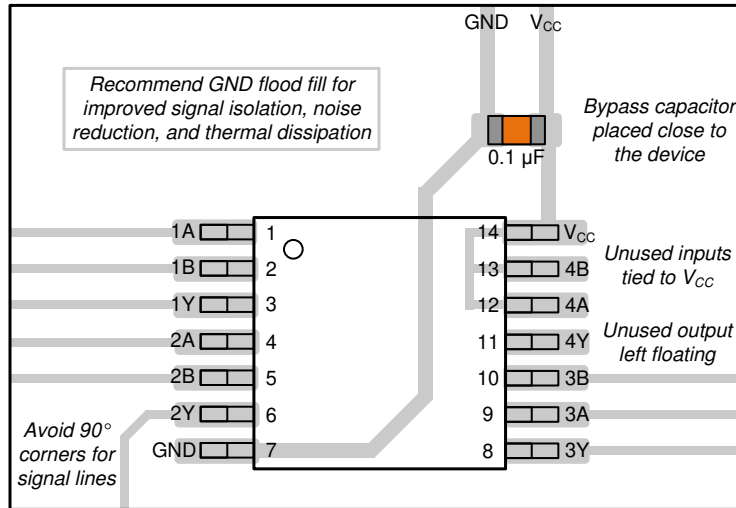 GND V_CC
Recommend GND flood fill for
improved signal isolation, noise
reduction, and thermal dissipation
Bypass capacitor
placed close to
the device
0.1 µF
1A 1 14 V_CC
1B 2 13 4B
1Y 3 12 4A
2A 4 11 4Y
2B 5 10 3B
2Y 6 9 3A
GND 7 8 3Y
Unused inputs
tied to V_CC
Unused output
left floating
Avoid 90°
corners for
signal lines